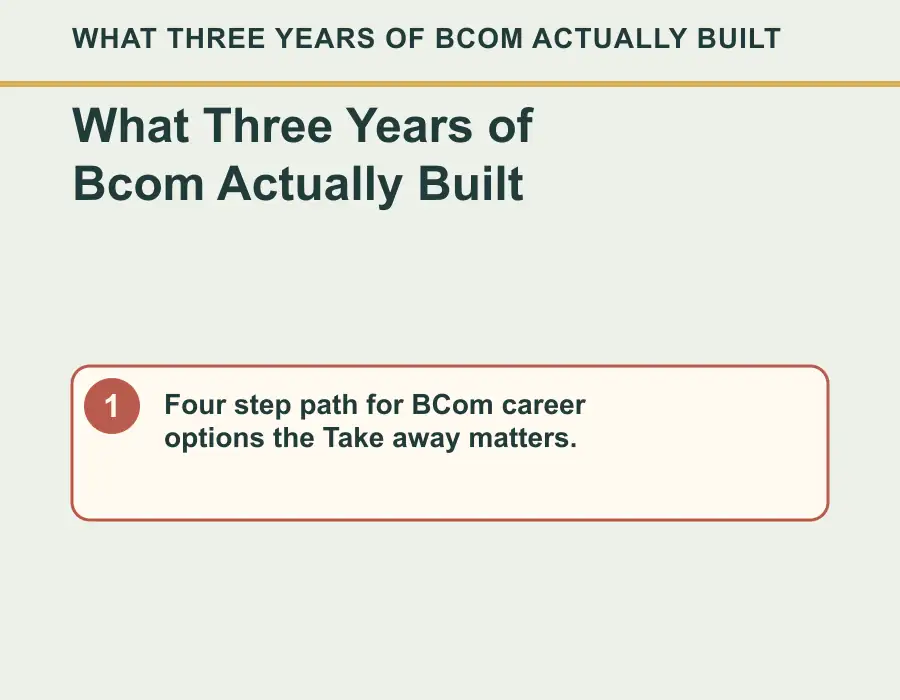 WHAT THREE YEARS OF BCOM ACTUALLY BUILT
What Three Years of
Bcom Actually Built
1
Four step path for BCom career
options the Take away matters.